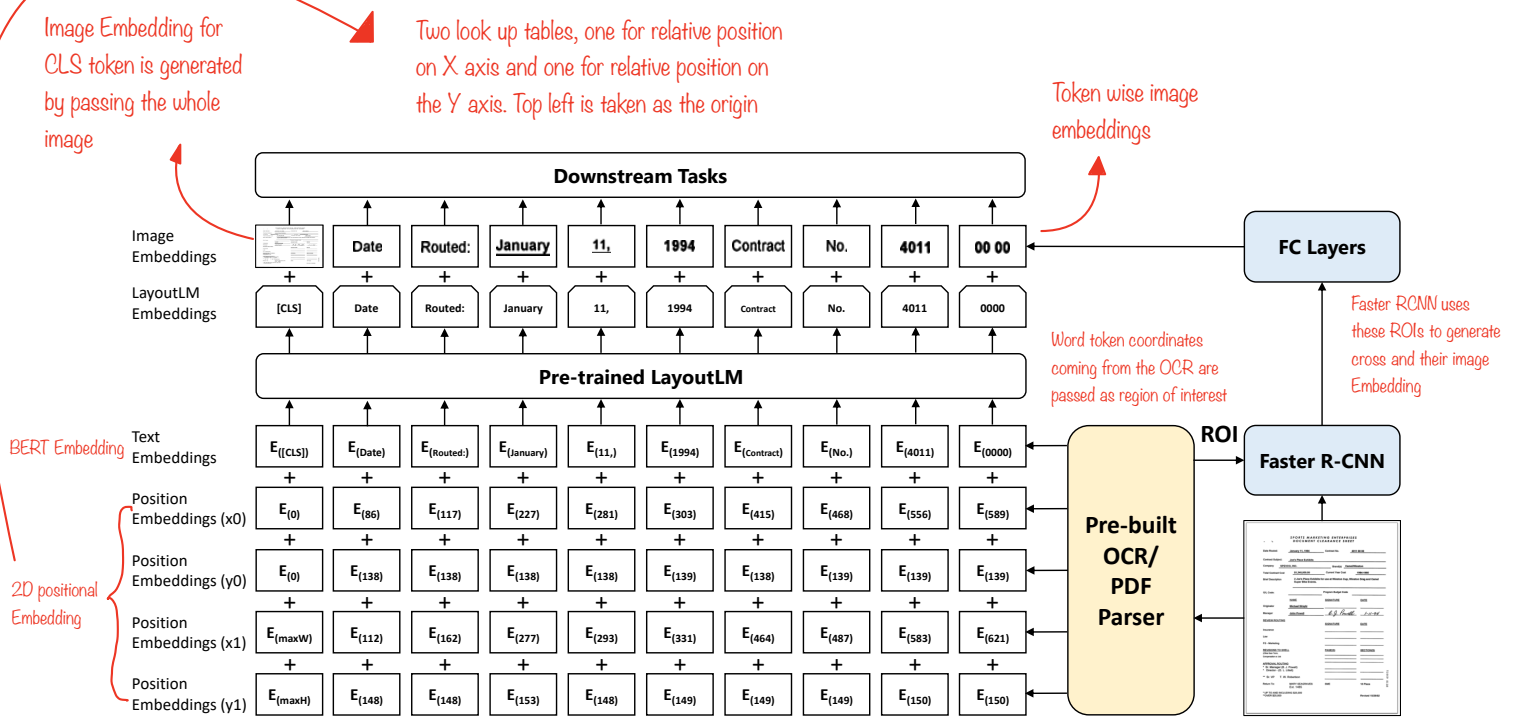 Image Embedding for
CLS token is generated
by passing the whole
image
Two look up tables, one for relative position
on X axis and one for relative position on
the Y axis. Top left is taken as the origin
Token wise image
embeddings
Downstream Tasks
Image
Embeddings
Date Routed: January 11, 1994 Contract No. 4011 00 00
+ + + + + + + + + +
LayoutLM
Embeddings
[CLS] Date Routed: January 11, 1994 Contract No. 4011 0000
Pre-trained LayoutLM
FC Layers
Faster RCNN uses
these ROIs to generate
cross and their image
Embedding
Word token coordinates
coming from the OCR are
passed as region of interest
BERT Embedding
Text
Embeddings
E([CLS]) E(Date) E(Routed:) E(January) E(11,) E(1994) E(Contract) E(No.) E(4011) E(0000)
+ + + + + + + + + +
Position
Embeddings (x0)
E(0) E(86) E(117) E(227) E(281) E(303) E(415) E(468) E(556) E(589)
+ + + + + + + + + +
Position
Embeddings (y0)
E(0) E(138) E(138) E(138) E(138) E(139) E(138) E(139) E(139) E(139)
+ + + + + + + + + +
Position
Embeddings (x1)
E(maxW) E(112) E(162) E(277) E(293) E(331) E(464) E(487) E(583) E(621)
+ + + + + + + + + +
Position
Embeddings (y1)
E(maxH) E(148) E(148) E(153) E(148) E(149) E(149) E(149) E(150) E(150)
2D positional
Embedding
Pre-built
OCR/
PDF
Parser
ROI
Faster R-CNN
SPORTS MARKETING ENTERPRISES
DOCUMENT CLEARANCE SHEET